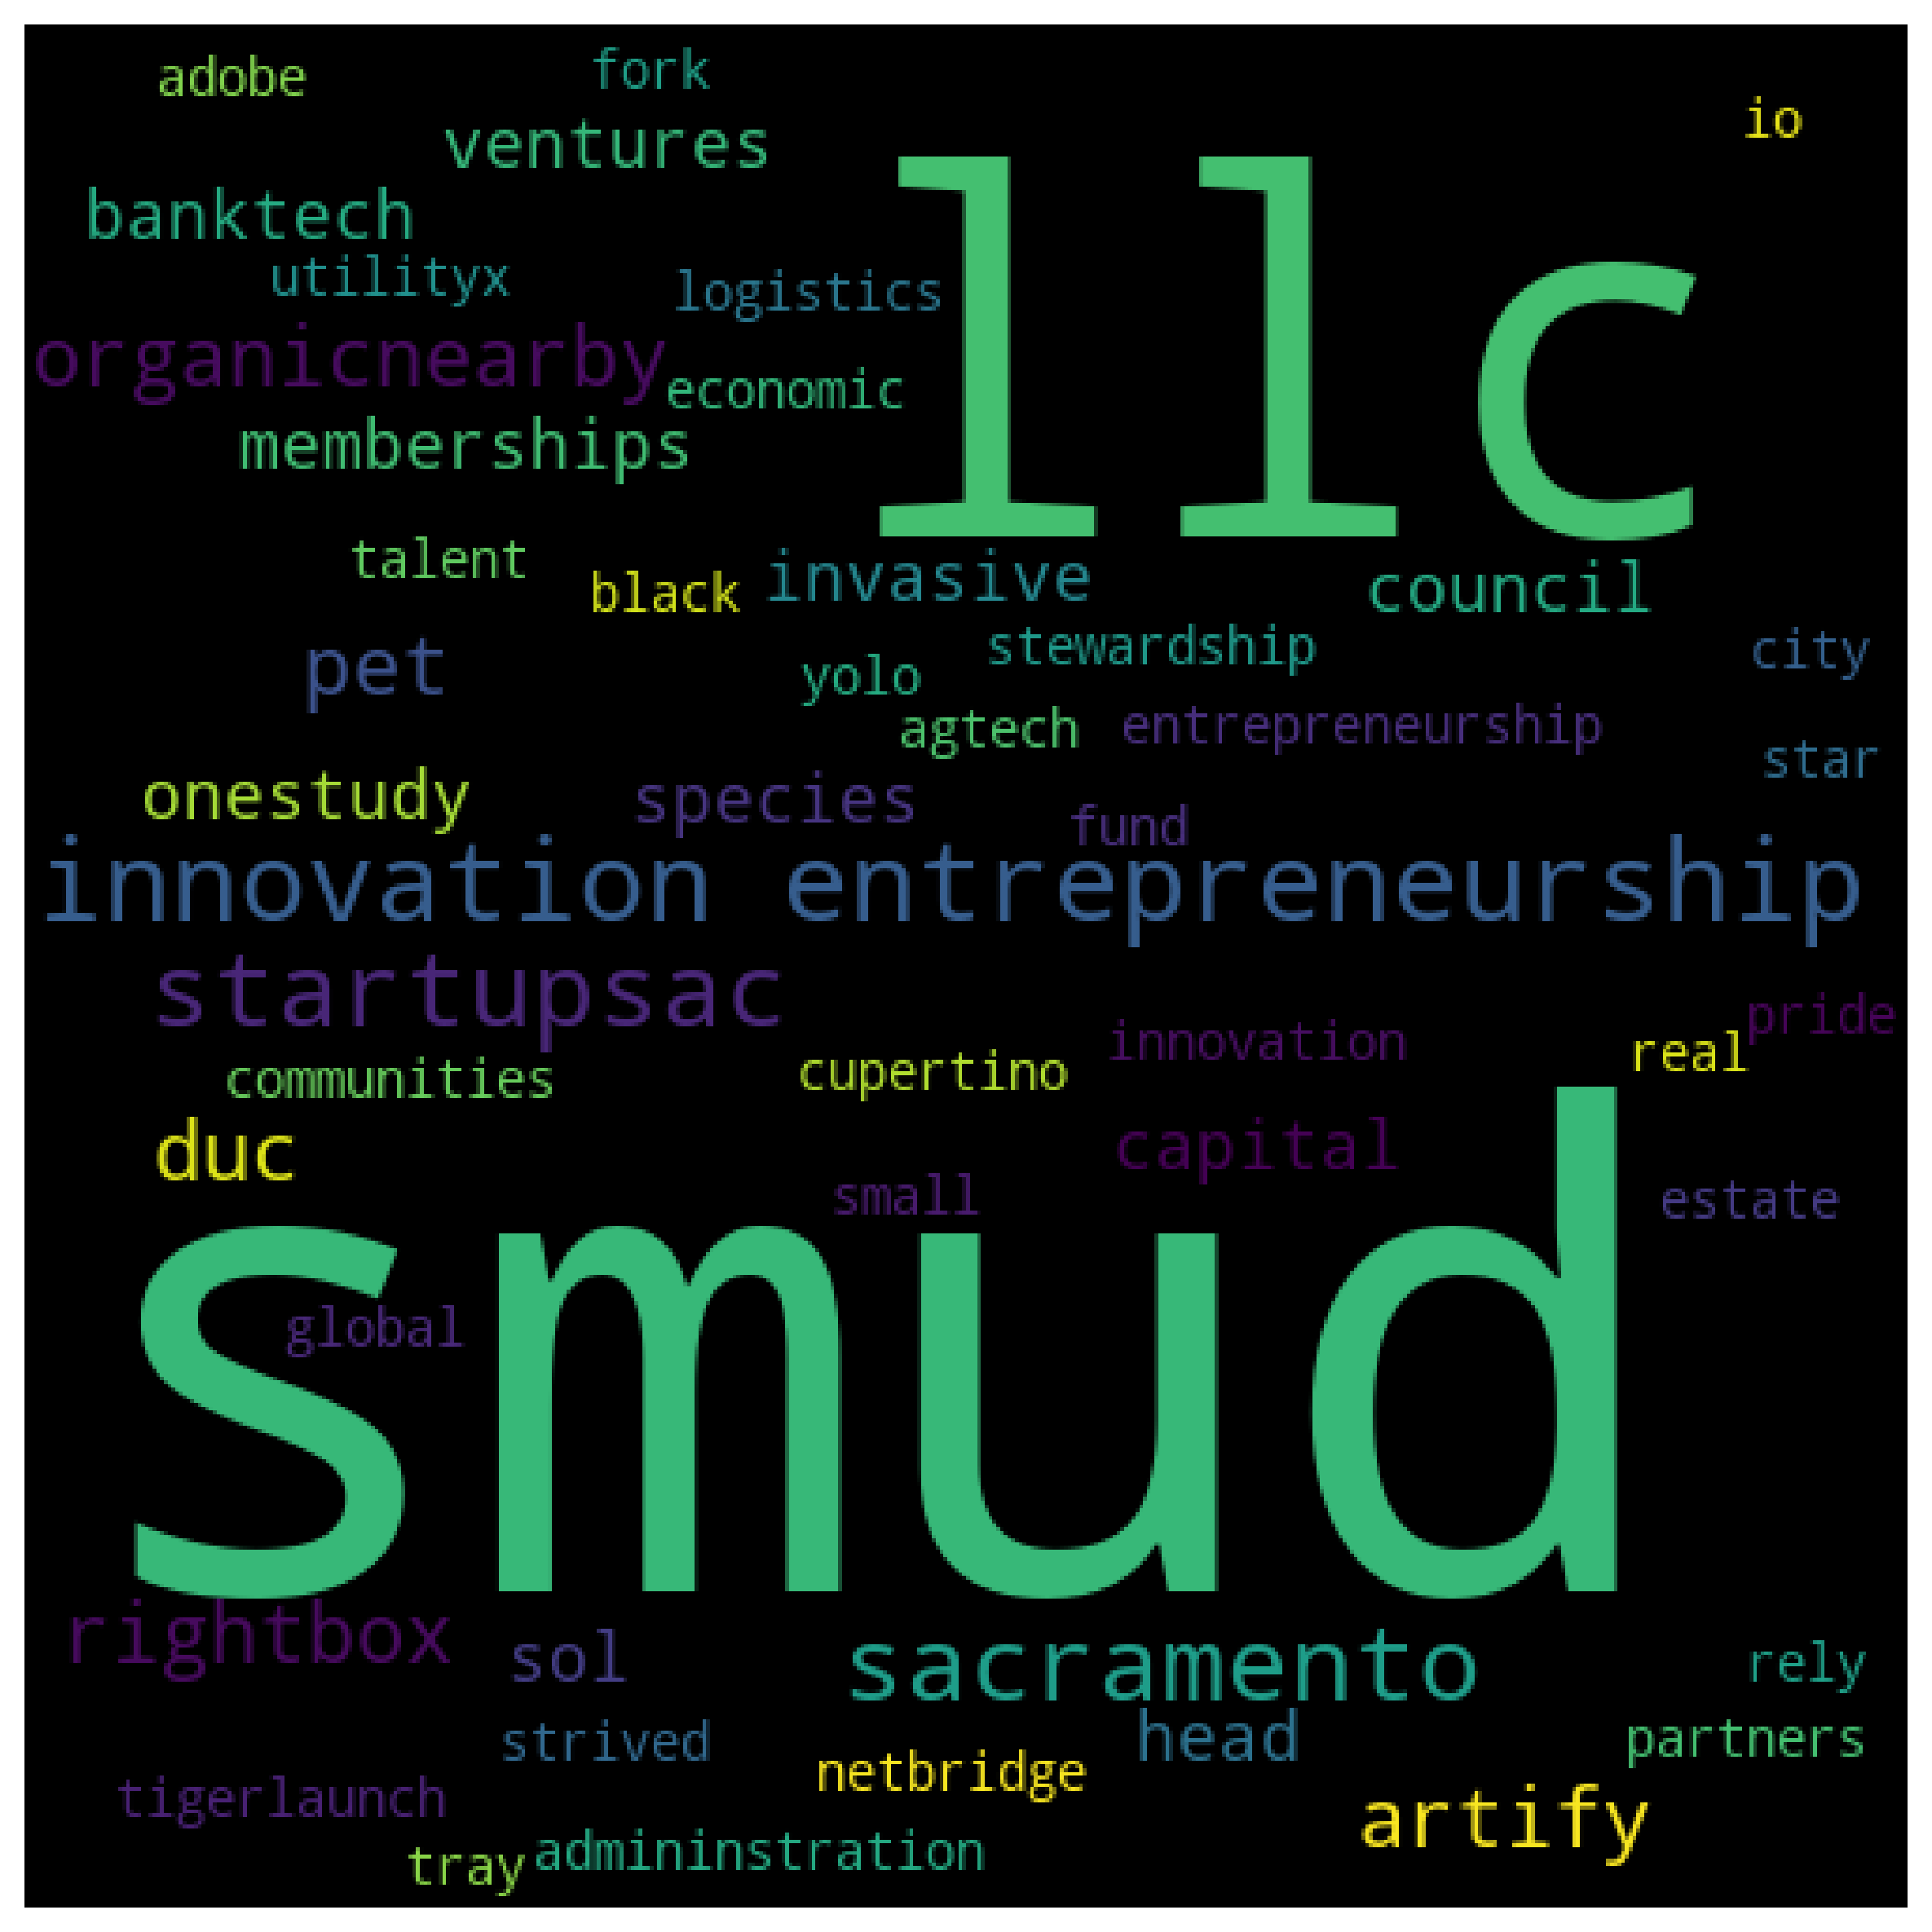 adobe
fork
io
ventures
llc
banktech
utilityx
logistics
organicnearby
economic
memberships
talent
black
invasive
council
pet
yolo
stewardship
city
agtech
entrepreneurship
star
onestudy
species
fund
innovation entrepreneurship
startupsac
pride
communities
cupertino
innovation
real
duc
capital
small
estate
smud
global
rightbox
sol
sacramento
rely
strived
head
partners
netbridge
tigerlaunch
artify
tray
admininstration